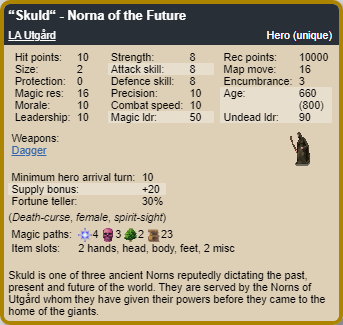 “Skuld“ - Norna of the Future
LA Utgård Hero (unique)
Hit points: 10 Strength: 8 Rec points: 10000
Size: 2 Attack skill: 8 Map move: 16
Protection: 0 Defence skill: 8 Encumbrance: 3
Magic res: 16 Precision: 10 Age: 660
Morale: 10 Combat speed: 10 (800)
Leadership: 10 Magic ldr: 50 Undead ldr: 90
Weapons:
Dagger
Minimum hero arrival turn: 10
Supply bonus: +20
Fortune teller: 30%
(Death-curse, female, spirit-sight)
Magic paths: 4 3 2 23
Item slots: 2 hands, head, body, feet, 2 misc
Skuld is one of three ancient Norns reputedly dictating the past,
present and future of the world. They are served by the Norns of
Utgård whom they have given their powers before they came to the
home of the giants.